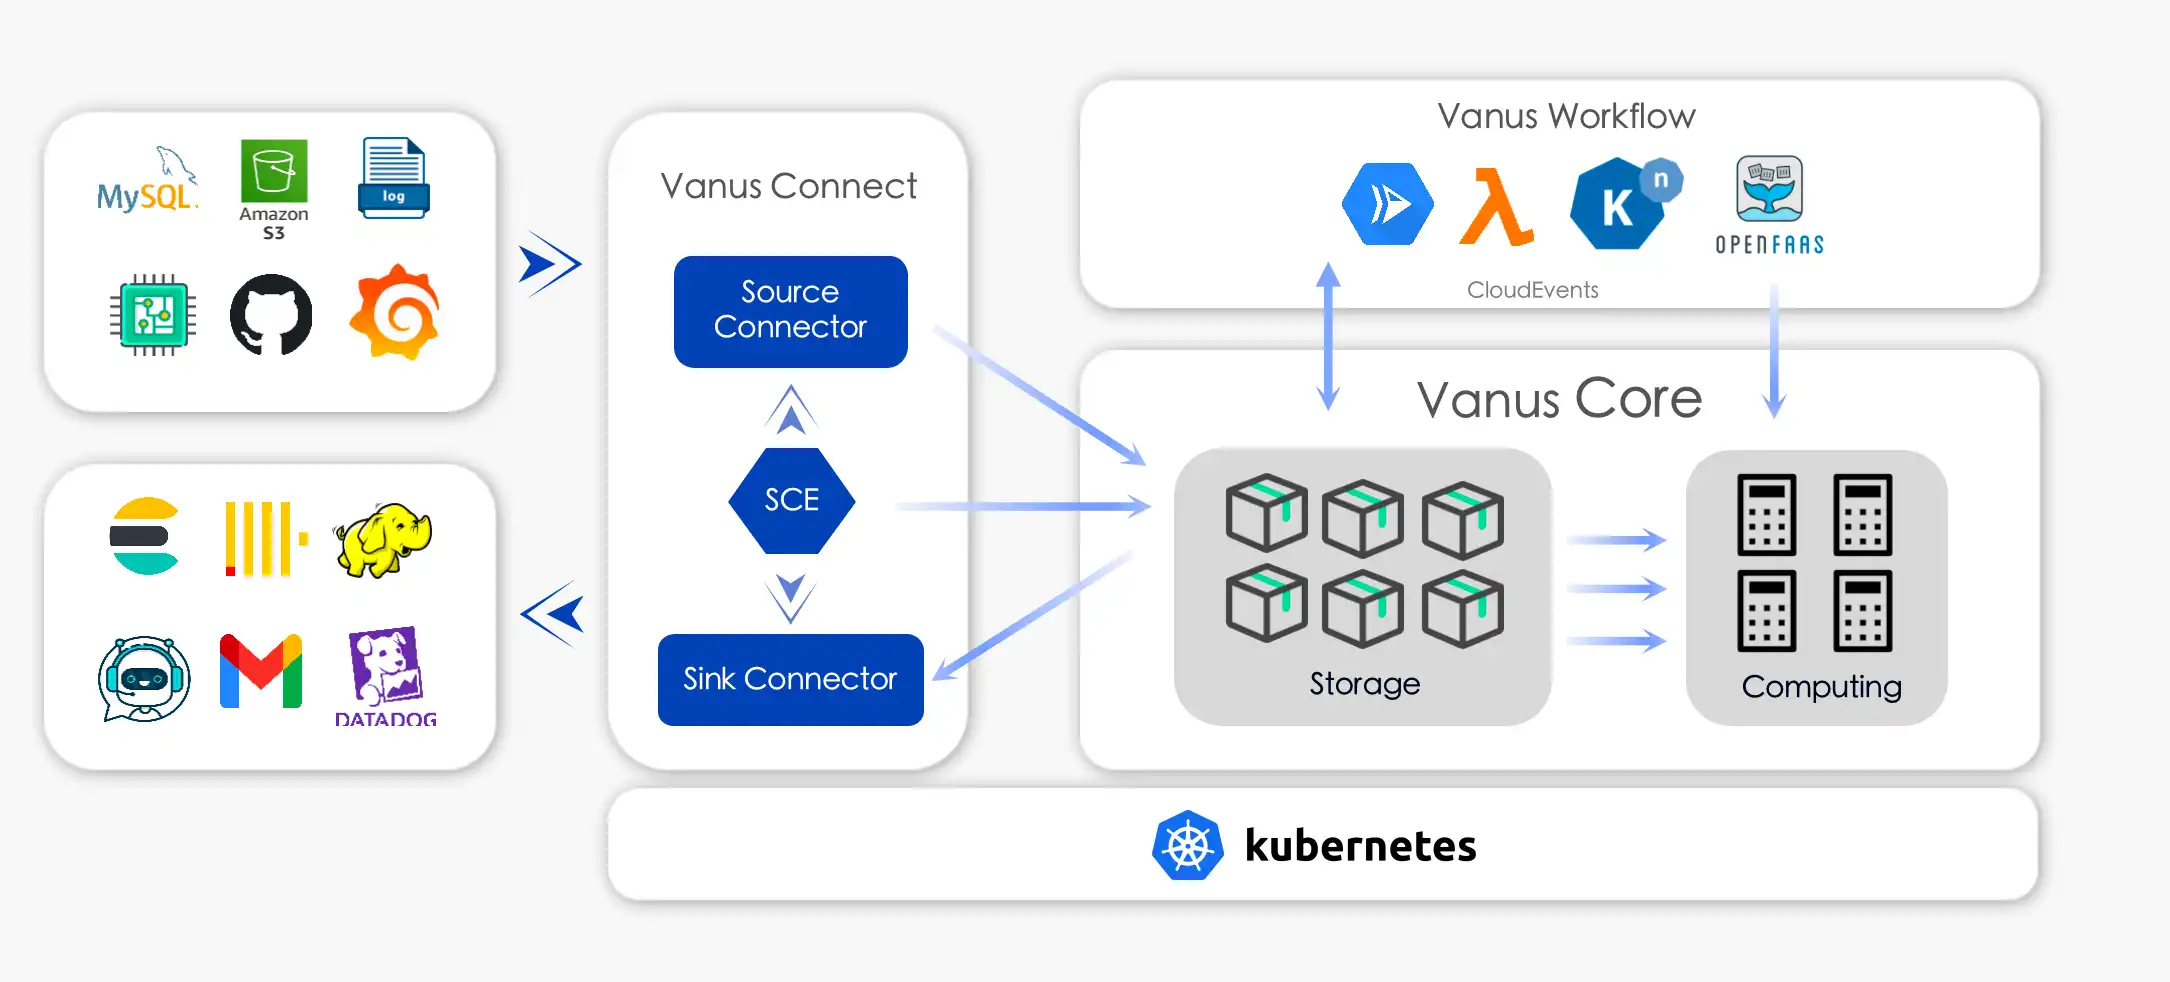 MySQL
Amazon
S3
log
DATADOG
Vanus Connect
Source
Connector
SCE
Sink Connector
Vanus Workflow
K
n
OPENFAAS
CloudEvents
Vanus Core
Storage
Computing
kubernetes